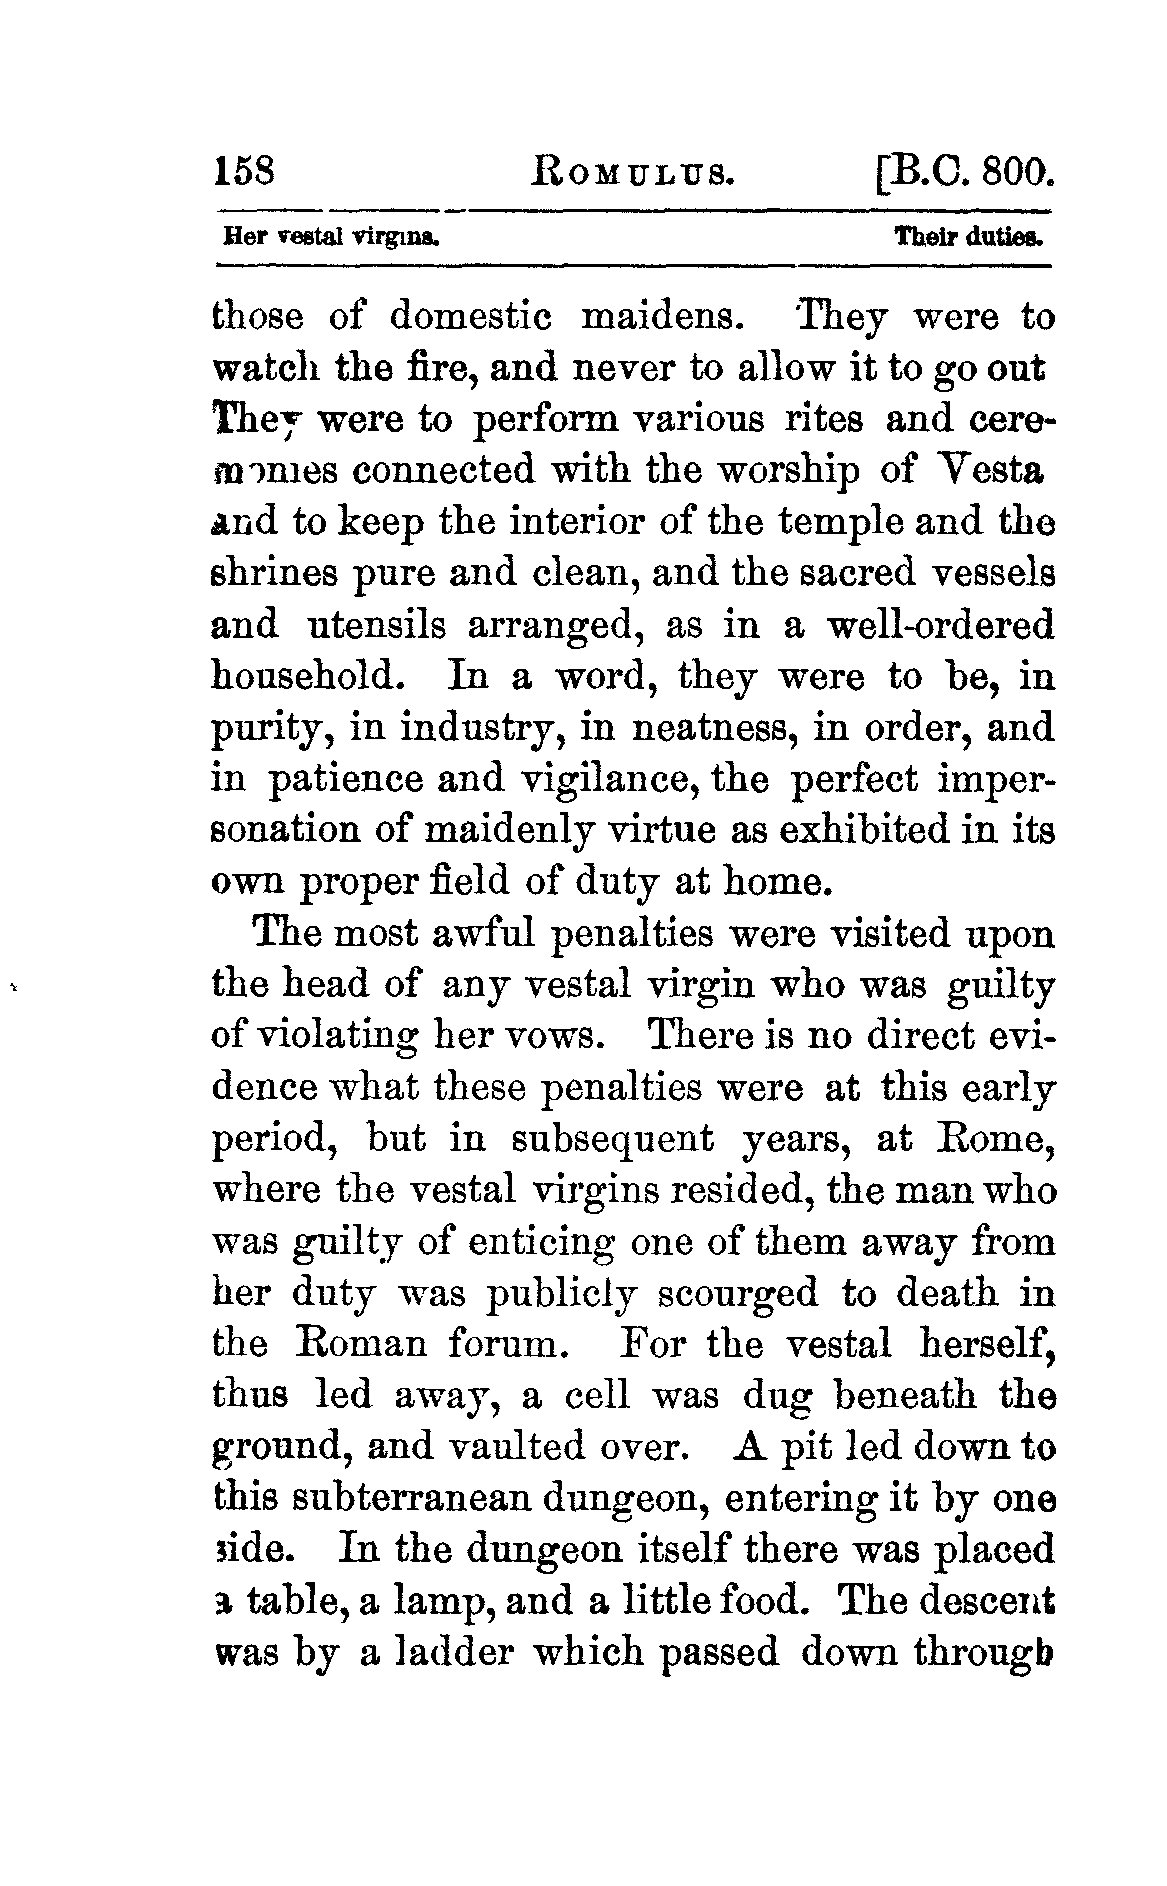 158 ROMULUS. [B.C. 800.
Her vestal virgins. Their duties.
those of domestic maidens. They were to
watch the fire, and never to allow it to go out
They were to perform various rites and cere-
monies connected with the worship of Vesta
and to keep the interior of the temple and the
shrines pure and clean, and the sacred vessels
and utensils arranged, as in a well-ordered
household. In a word, they were to be, in
purity, in industry, in neatness, in order, and
in patience and vigilance, the perfect imper-
sonation of maidenly virtue as exhibited in its
own proper field of duty at home.
The most awful penalties were visited upon
the head of any vestal virgin who was guilty
of violating her vows. There is no direct evi-
dence what these penalties were at this early
period, but in subsequent years, at Rome,
where the vestal virgins resided, the man who
was guilty of enticing one of them away from
her duty was publicly scourged to death in
the Roman forum. For the vestal herself,
thus led away, a cell was dug beneath the
ground, and vaulted over. A pit led down to
this subterranean dungeon, entering it by one
side. In the dungeon itself there was placed
a table, a lamp, and a little food. The descent
was by a ladder which passed down through